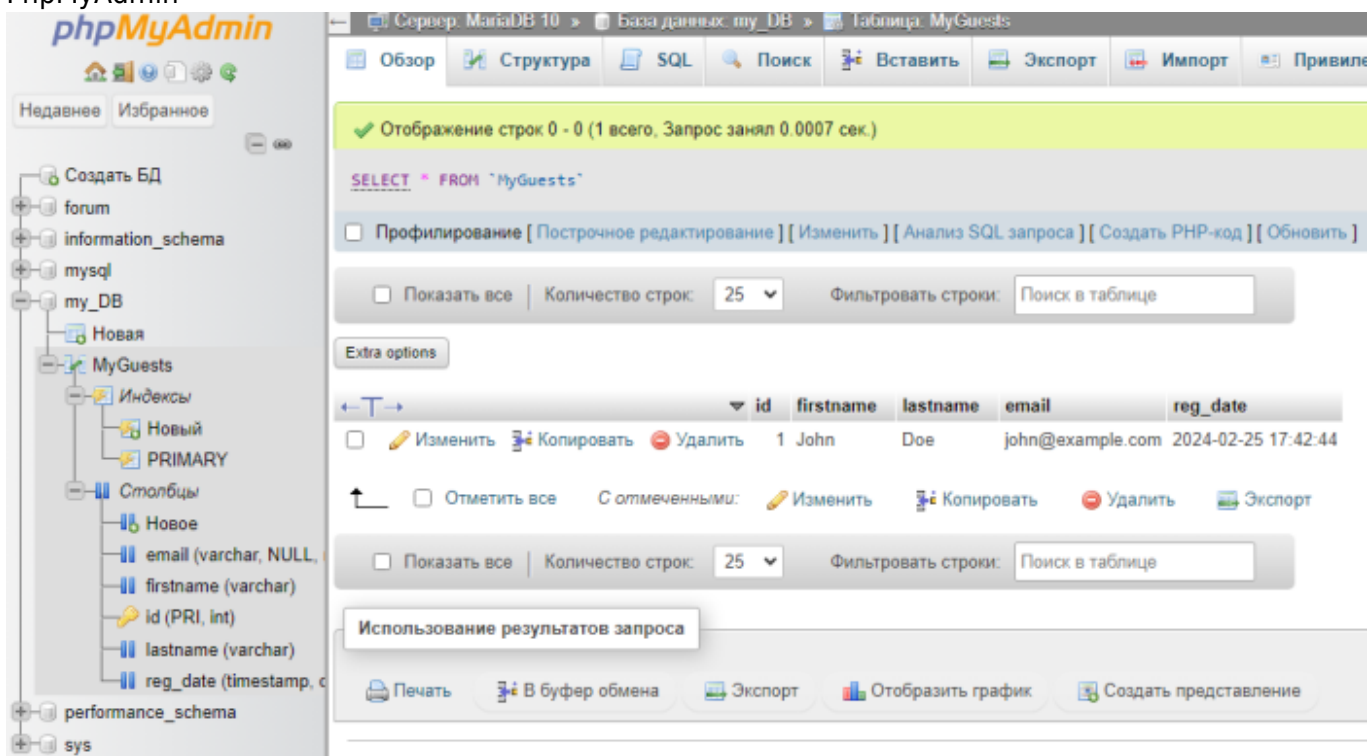 phpMyAdmin
Недавнее Избранное
Создать БД
forum
information_schema
mysql
my_DB
Новая
MyGuests
Индексы
Новый
PRIMARY
Столбцы
Новое
email (varchar, NULL,
firstname (varchar)
id (PRI, int)
lastname (varchar)
reg_date (timestamp,
performance_schema
sys
Сервер: MariaDB 10 » База данных: my_DB » Таблица: MyGuests
Обзор Структура SQL Поиск Вставить Экспорт Импорт Привиле
Отображение строк 0 - 0 (1 всего, Запрос занял 0.0007 сек.)
SELECT * FROM `MyGuests`
Профилирование [ Построчное редактирование ] [ Изменить ] [ Анализ SQL запроса ] [ Создать PHP-код ] [ Обновить ]
Показать все | Количество строк: 25 Фильтровать строки: Поиск в таблице
Extra options
←T→ id firstname lastname email reg_date
Изменить Копировать Удалить 1 John Doe john@example.com 2024-02-25 17:42:44
Отметить все С отмеченными: Изменить Копировать Удалить Экспорт
Показать все | Количество строк: 25 Фильтровать строки: Поиск в таблице
Использование результатов запроса
Печать В буфер обмена Экспорт Отобразить график Создать представление